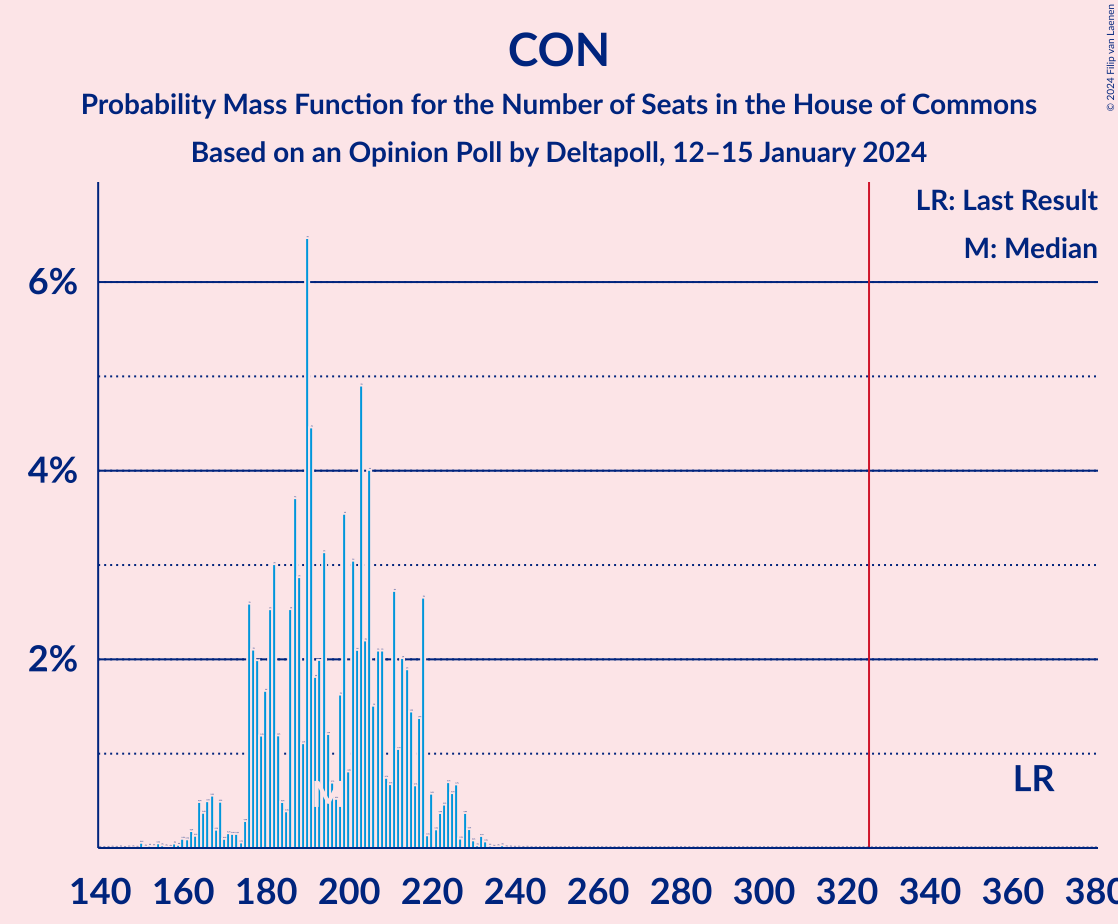 CON
Probability Mass Function for the Number of Seats in the House of Commons
Based on an Opinion Poll by Deltapoll, 12–15 January 2024
© 2024 Filip van Laenen
LR: Last Result
M: Median
6%
4%
2%
M
LR
140 160 180 200 220 240 260 280 300 320 340 360 380